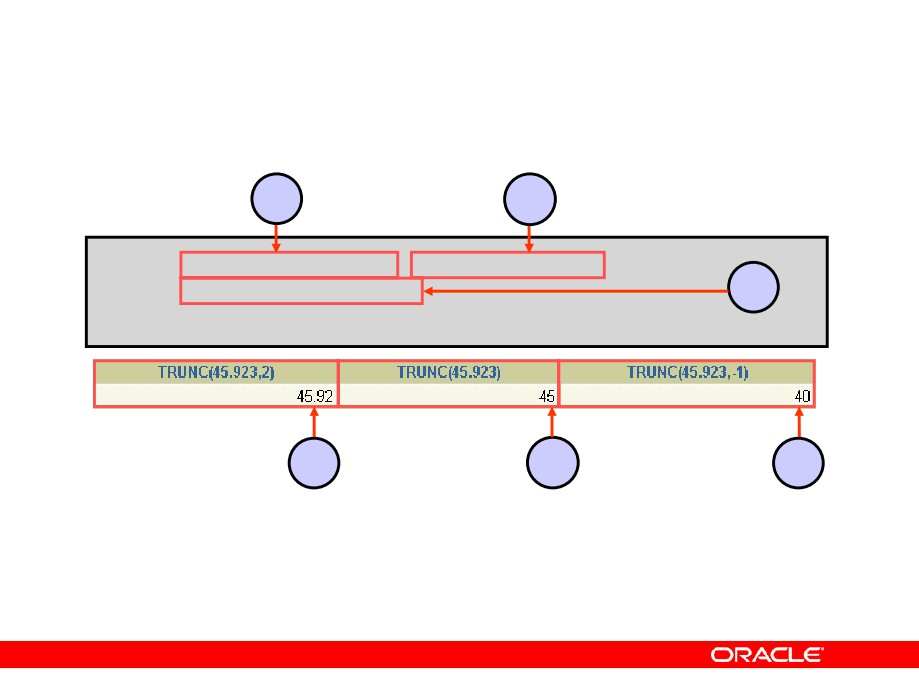 TRUNC(45.923,2) TRUNC(45.923) TRUNC(45.923,-1)
45.92 45 40
ORACLE